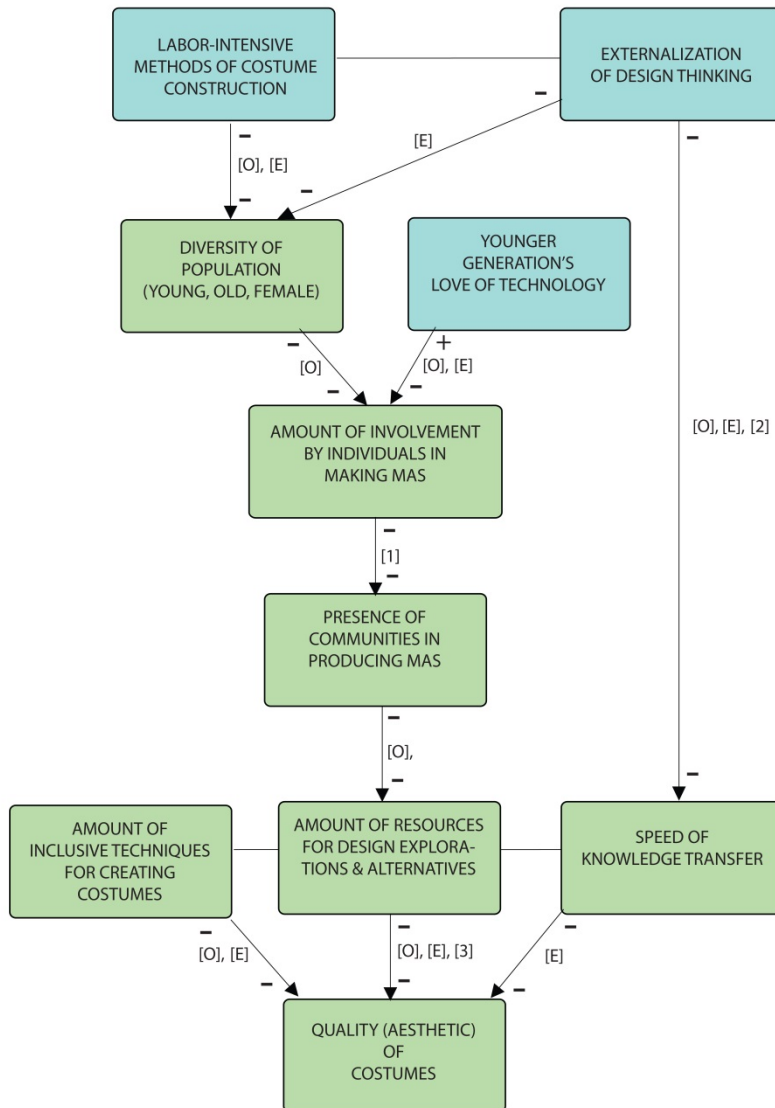 LABOR-INTENSIVE
METHODS OF COSTUME
CONSTRUCTION
EXTERNALIZATION
OF DESIGN THINKING
–
–
[O], [E]
[E]
–
–
DIVERSITY OF
POPULATION
(YOUNG, OLD, FEMALE)
YOUNGER
GENERATION'S
LOVE OF TECHNOLOGY
–
–
+
[O]
[O], [E]
–
–
AMOUNT OF INVOLVEMENT
BY INDIVIDUALS IN
MAKING MAS
[O], [E], [2]
–
[1]
–
PRESENCE OF
COMMUNITIES IN
PRODUCING MAS
–
[O],
–
–
AMOUNT OF
INCLUSIVE TECHNIQUES
FOR CREATING
COSTUMES
AMOUNT OF RESOURCES
FOR DESIGN EXPLORA-
TIONS & ALTERNATIVES
SPEED OF
KNOWLEDGE TRANSFER
–
–
–
[O], [E]
[O], [E], [3]
[E]
–
–
–
QUALITY (AESTHETIC)
OF
COSTUMES